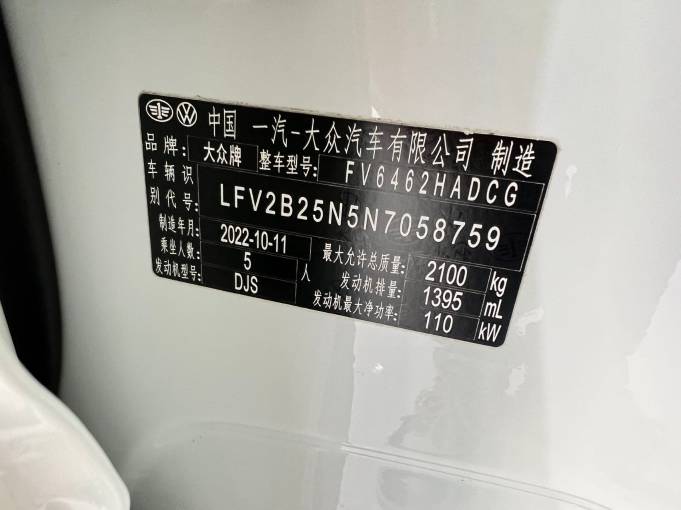 中国 一汽-大众汽车有限公司 制造
品牌: 大众牌 整车型号: FV6462HADCG
车辆识别代号: LFV2B25N5N7058759
制造年月: 2022-10-11 最大允许总质量: 2100 kg
乘坐人数: 5 人 发动机排量: 1395 mL
发动机型号: DJS 发动机最大净功率: 110 kW